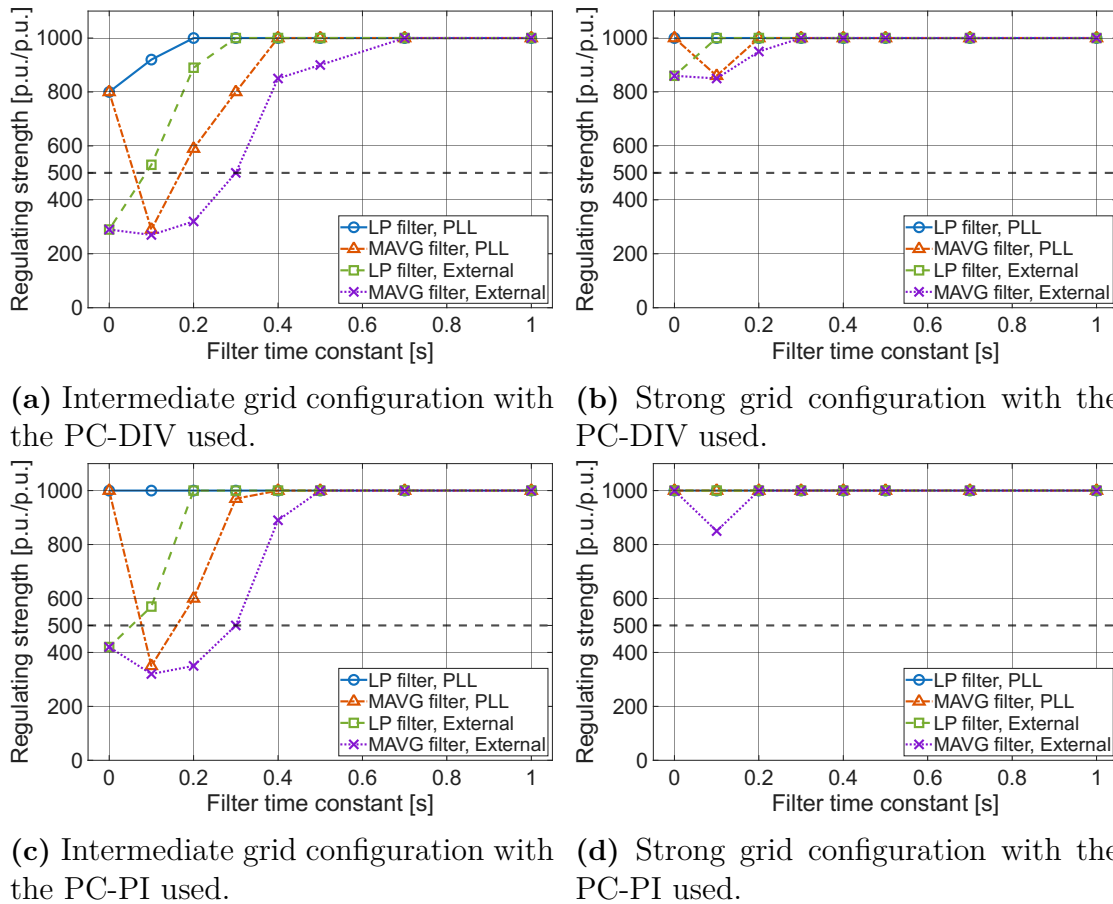 1000
800
600
500
400
200
0
Regulating strength [p.u./p.u.]
LP filter, PLL
MAVG filter, PLL
LP filter, External
MAVG filter, External
0 0.2 0.4 0.6 0.8 1
Filter time constant [s]
(a) Intermediate grid configuration with
the PC-DIV used.
1000
800
600
500
400
200
0
Regulating strength [p.u./p.u.]
LP filter, PLL
MAVG filter, PLL
LP filter, External
MAVG filter, External
0 0.2 0.4 0.6 0.8 1
Filter time constant [s]
(b) Strong grid configuration with the
PC-DIV used.
1000
800
600
500
400
200
0
Regulating strength [p.u./p.u.]
LP filter, PLL
MAVG filter, PLL
LP filter, External
MAVG filter, External
0 0.2 0.4 0.6 0.8 1
Filter time constant [s]
(c) Intermediate grid configuration with
the PC-PI used.
1000
800
600
500
400
200
0
Regulating strength [p.u./p.u.]
LP filter, PLL
MAVG filter, PLL
LP filter, External
MAVG filter, External
0 0.2 0.4 0.6 0.8 1
Filter time constant [s]
(d) Strong grid configuration with the
PC-PI used.